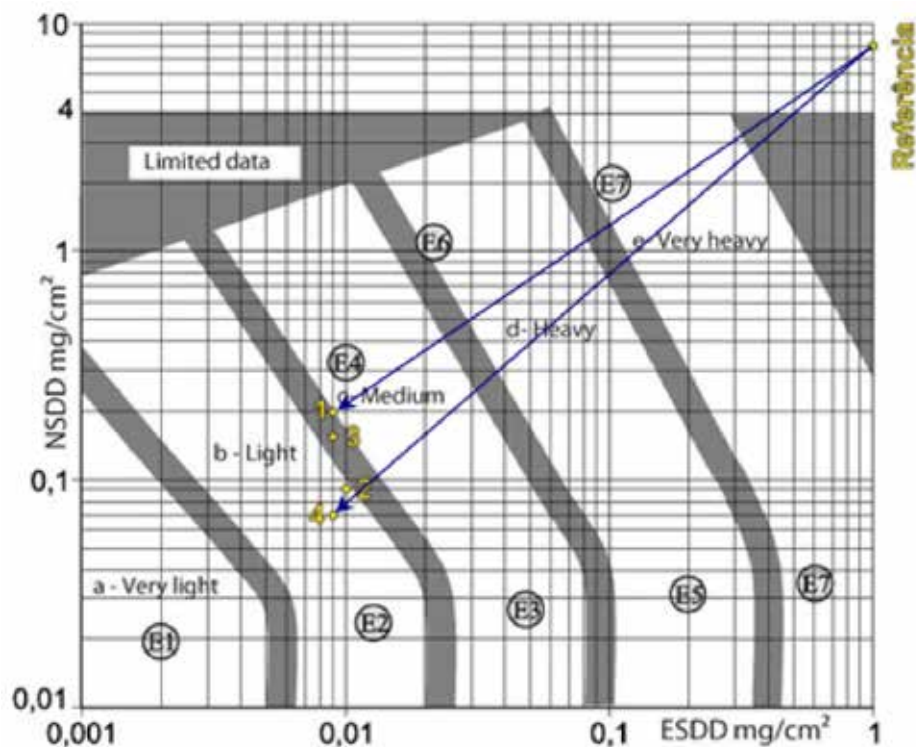 10
4
1
0,1
0,01
NSDD mg/cm²
0,001
0,01
0,1
1
ESDD mg/cm²
Referência
Limited data
E7
E6
e- Very heavy
d- Heavy
E4
c- Medium
1
3
b - Light
2
4
a - Very light
E1
E2
E3
E5
E7